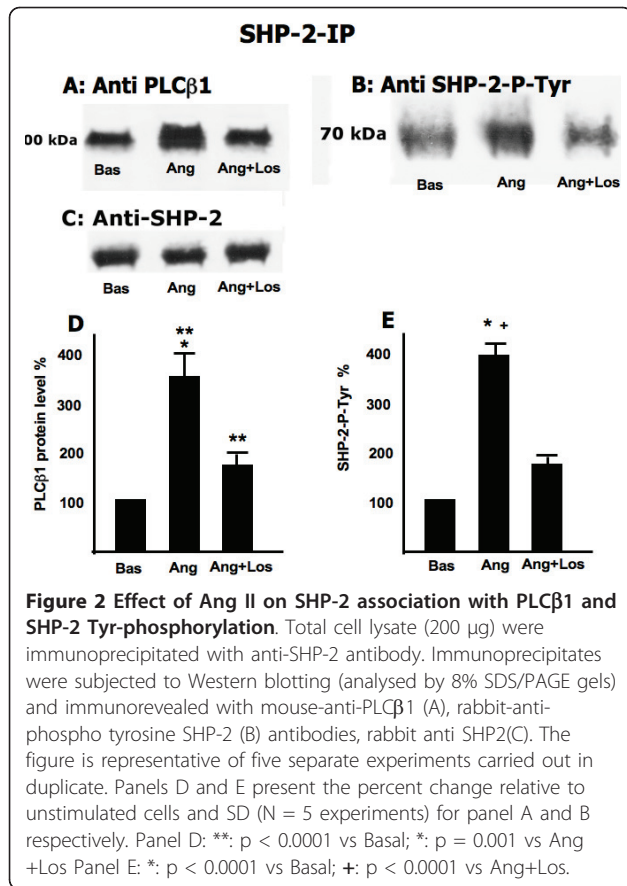 SHP-2-IP
A: Anti PLCβ1
B: Anti SHP-2-P-Tyr
00 kDa
Bas Ang Ang+Los
70 kDa
Bas Ang Ang+Los
C: Anti-SHP-2
Bas Ang Ang+Los
D
PLCβ1 protein level %
400
300
200
100
**
*
**
Bas Ang Ang+Los
E
SHP-2-P-Tyr %
400
300
200
100
* +
Bas Ang Ang+Los
Figure 2 Effect of Ang II on SHP-2 association with PLCβ1 and
SHP-2 Tyr-phosphorylation. Total cell lysate (200 μg) were
immunoprecipitated with anti-SHP-2 antibody. Immunoprecipitates
were subjected to Western blotting (analysed by 8% SDS/PAGE gels)
and immunorevealed with mouse-anti-PLCβ1 (A), rabbit-anti-
phospho tyrosine SHP-2 (B) antibodies, rabbit anti SHP2(C). The
figure is representative of five separate experiments carried out in
duplicate. Panels D and E present the percent change relative to
unstimulated cells and SD (N = 5 experiments) for panel A and B
respectively. Panel D: **: p < 0.0001 vs Basal; *: p = 0.001 vs Ang
+Los Panel E: *: p < 0.0001 vs Basal; +: p < 0.0001 vs Ang+Los.